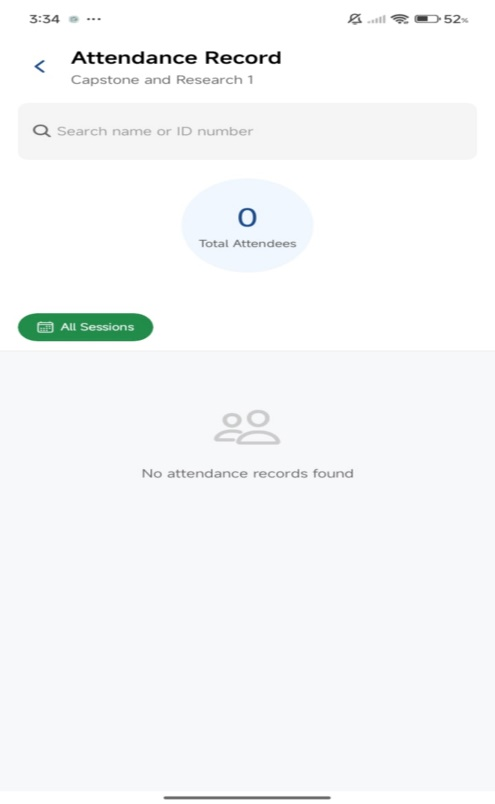 3:34 ... 52%
Attendance Record
Capstone and Research 1
Search name or ID number
0
Total Attendees
All Sessions
No attendance records found